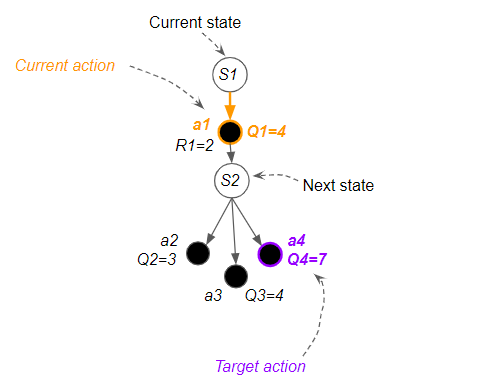 Current state
Current action
S1
a1
Q1=4
R1=2
S2
Next state
a2
Q2=3
a4
Q4=7
a3
Q3=4
Target action